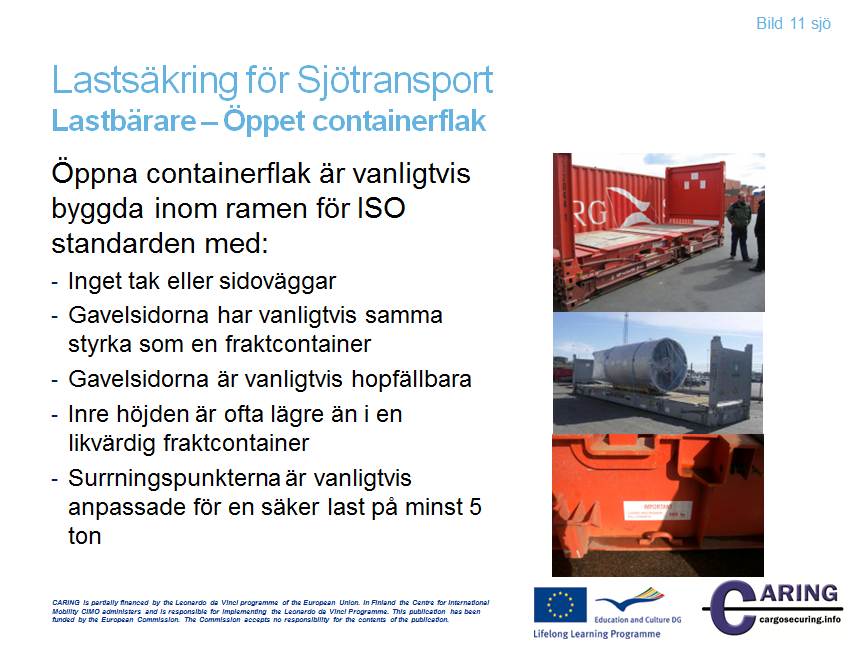 Bild 11 sjö
Lastsäkring för Sjötransport
Lastbärare – Öppet containerflak
Öppna containerflak är vanligtvis
byggda inom ramen för ISO
standarden med:
- Inget tak eller sidoväggar
- Gavelsidorna har vanligtvis samma
styrka som en fraktcontainer
- Gavelsidorna är vanligtvis hopfällbara
- Inre höjden är ofta lägre än i en
likvärdig fraktcontainer
- Surrningspunkterna är vanligtvis
anpassade för en säker last på minst 5
ton
RG
IMPORTANT
CARING is partially financed by the Leonardo da Vinci programme of the European Union. In Finland the Centre for International
Mobility CIMO administers and is responsible for implementing the Leonardo da Vinci Programme. This publication has been
funded by the European Commission. The Commission accepts no responsibility for the contents of the publication.
Education and Culture DG
Lifelong Learning Programme
CARING
cargosecuring.info